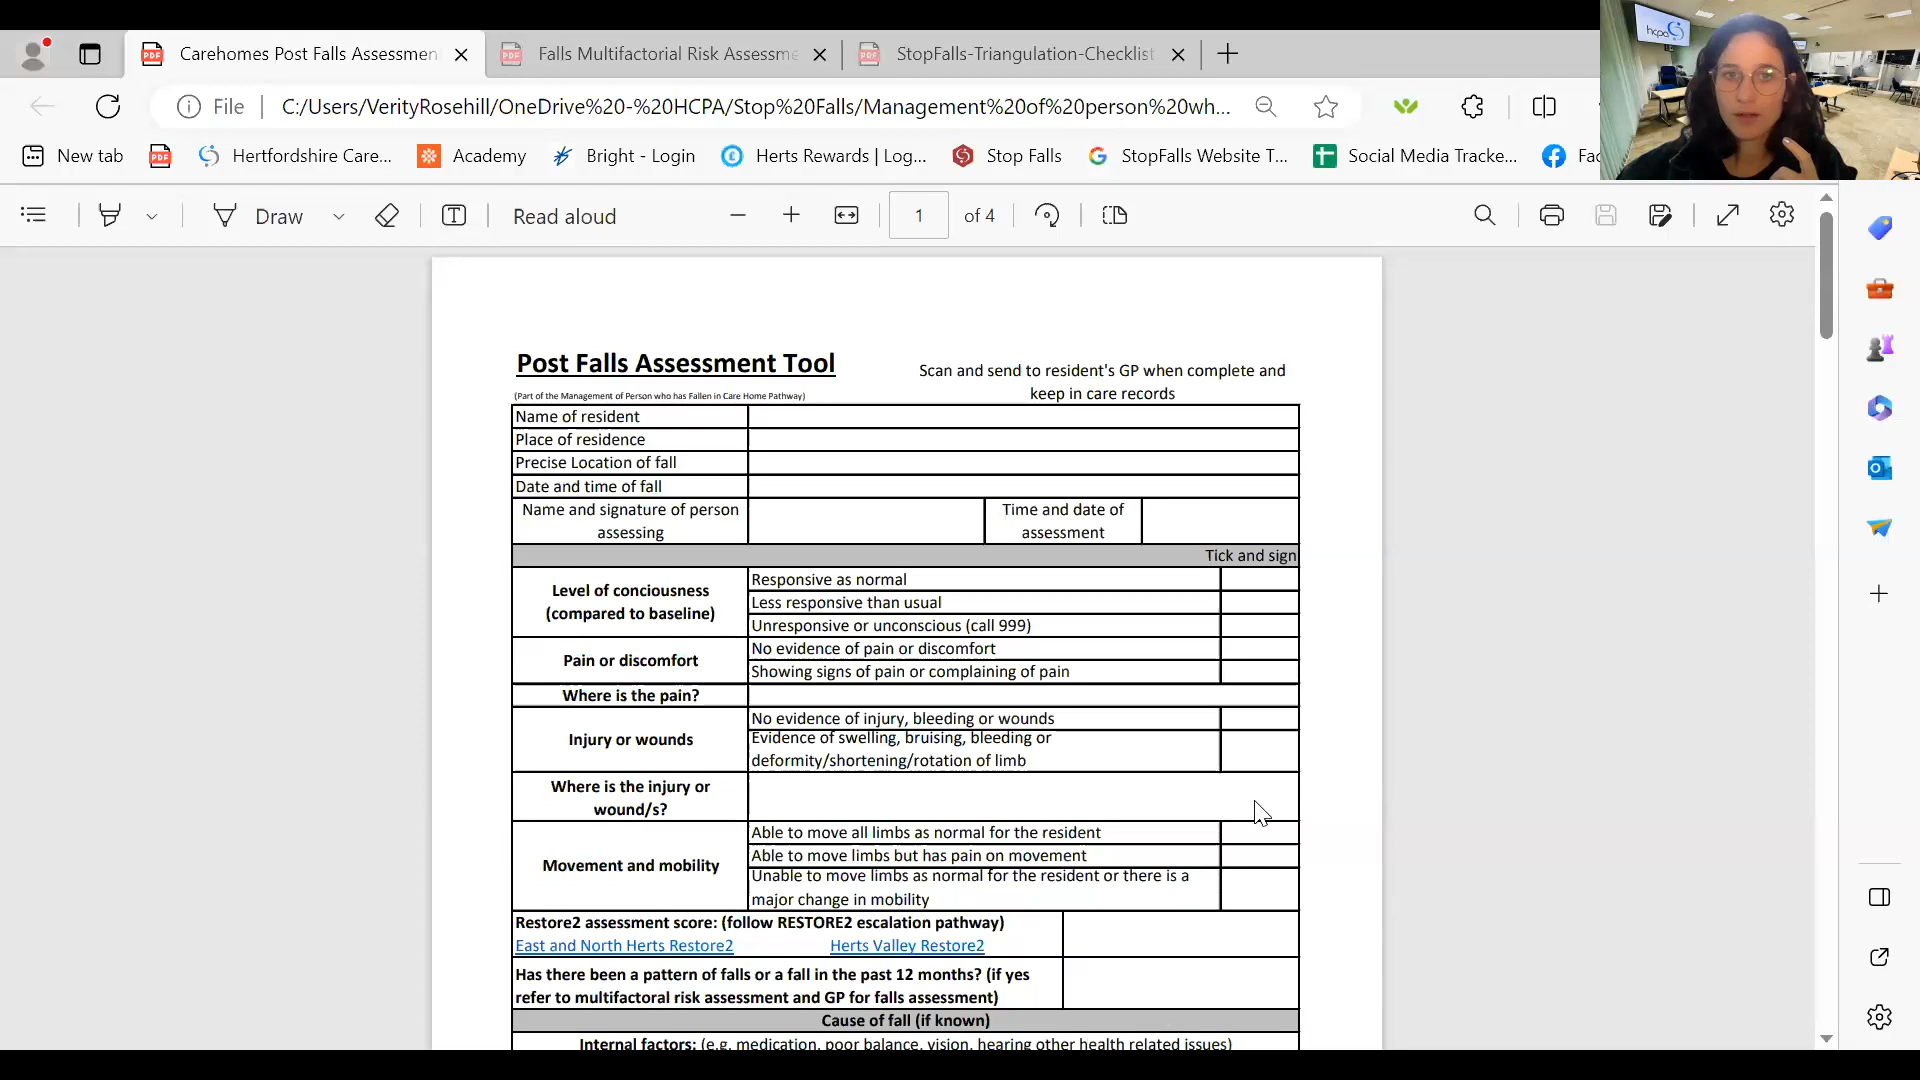 Carehomes Post Falls Assessment
Falls Multifactorial Risk Assessme
StopFalls-Triangulation-Checklist
File
C:/Users/VerityRosehill/OneDrive%20-%20HCPA/Stop%20Falls/Management%20of%20person%20wh...
New tab
Hertfordshire Care...
Academy
Bright - Login
Herts Rewards | Log...
Stop Falls
StopFalls Website T...
Social Media Tracke...
Fac
hcpa
Draw
Read aloud
1
of 4
Post Falls Assessment Tool
Scan and send to resident's GP when complete and
keep in care records
(Part of the Management of Person who has Fallen in Care Home Pathway)
Name of resident
Place of residence
Precise Location of fall
Date and time of fall
Name and signature of person
assessing
Time and date of
assessment
Tick and sign
Level of conciousness
(compared to baseline)
Responsive as normal
Less responsive than usual
Unresponsive or unconscious (call 999)
Pain or discomfort
No evidence of pain or discomfort
Showing signs of pain or complaining of pain
Where is the pain?
Injury or wounds
No evidence of injury, bleeding or wounds
Evidence of swelling, bruising, bleeding or
deformity/shortening/rotation of limb
Where is the injury or
wound/s?
Movement and mobility
Able to move all limbs as normal for the resident
Able to move limbs but has pain on movement
Unable to move limbs as normal for the resident or there is a
major change in mobility
Restore2 assessment score: (follow RESTORE2 escalation pathway)
East and North Herts Restore2
Herts Valley Restore2
Has there been a pattern of falls or a fall in the past 12 months? (if yes
refer to multifactoral risk assessment and GP for falls assessment)
Cause of fall (if known)
Internal factors: (e.g. medication, poor balance, vision, hearing other health related issues)